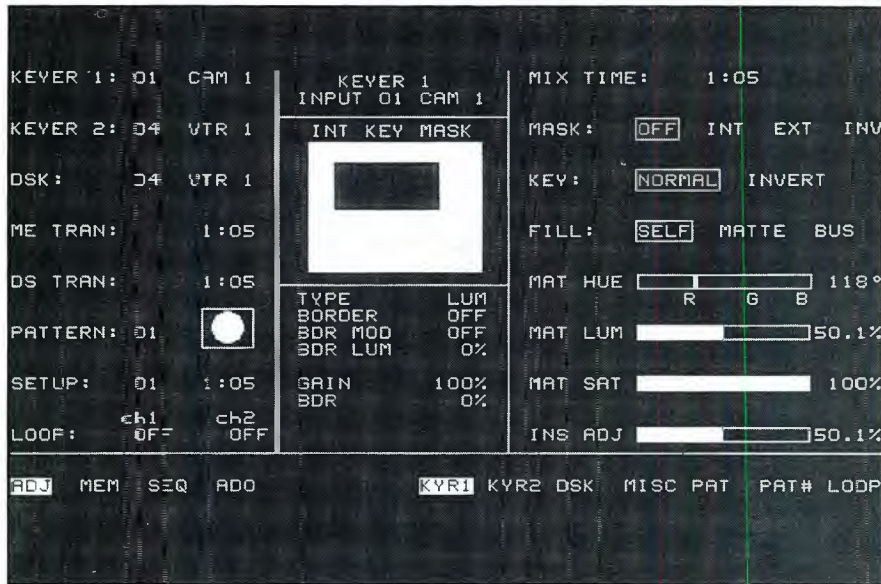 KEYER 1: 01 CAM 1
KEYER 2: 04 VTR 1
DSK: 04 VTR 1
ME TRAN: 1:05
DS TRAN: 1:05
PATTERN: 01
SETUP: 01 1:05
ch1 ch2
LOOP: OFF OFF
KEYER 1
INPUT 01 CAM 1
INT KEY MASK
TYPE LUM
BORDER OFF
BDR MOD OFF
BDR LUM 0%
GAIN 100%
BDR 0%
MIX TIME: 1:05
MASK: OFF INT EXT INV
KEY: NORMAL INVERT
FILL: SELF MATTE BUS
MAT HUE 118°
R G B
MAT LUM 50.1%
MAT SAT 100%
INS ADJ 50.1%
ADJ MEM SEQ ADO KYR1 KYR2 DSK MISC PAT PAT# LOOP